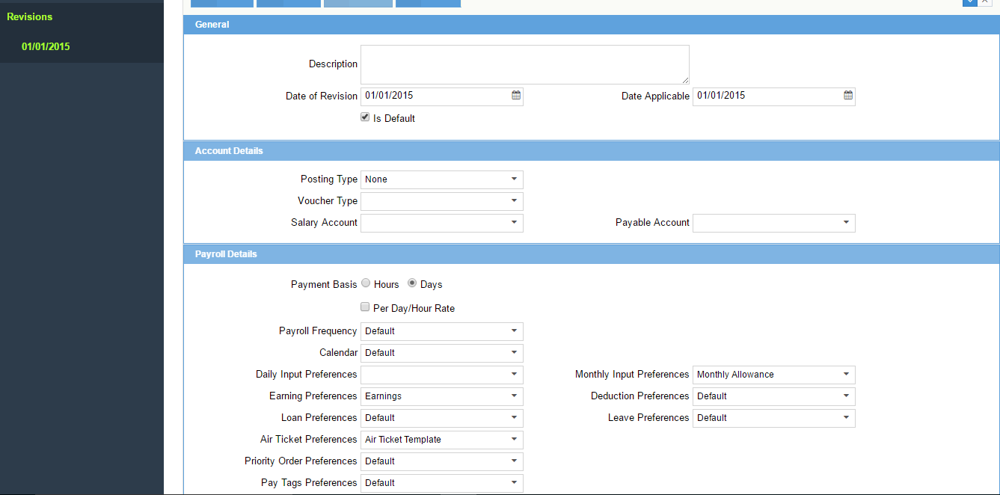 Revisions
01/01/2015
General
Description
Date of Revision 01/01/2015 Date Applicable 01/01/2015
Is Default
Account Details
Posting Type None
Voucher Type
Salary Account Payable Account
Payroll Details
Payment Basis Hours Days
Per Day/Hour Rate
Payroll Frequency Default
Calendar Default
Daily Input Preferences Monthly Input Preferences Monthly Allowance
Earning Preferences Earnings Deduction Preferences Default
Loan Preferences Default Leave Preferences Default
Air Ticket Preferences Air Ticket Template
Priority Order Preferences Default
Pay Tags Preferences Default